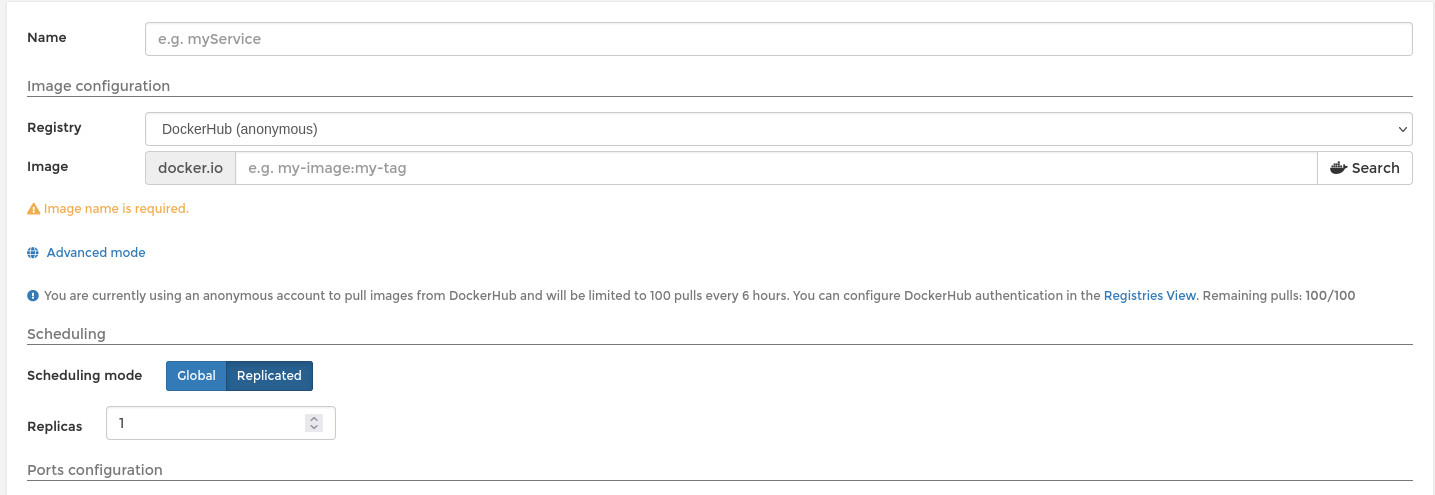 Name e.g. myService
Image configuration
Registry DockerHub (anonymous)
Image docker.io e.g. my-image:my-tag Search
Image name is required.
Advanced mode
You are currently using an anonymous account to pull images from DockerHub and will be limited to 100 pulls every 6 hours. You can configure DockerHub authentication in the Registries View. Remaining pulls: 100/100
Scheduling
Scheduling mode Global Replicated
Replicas 1
Ports configuration